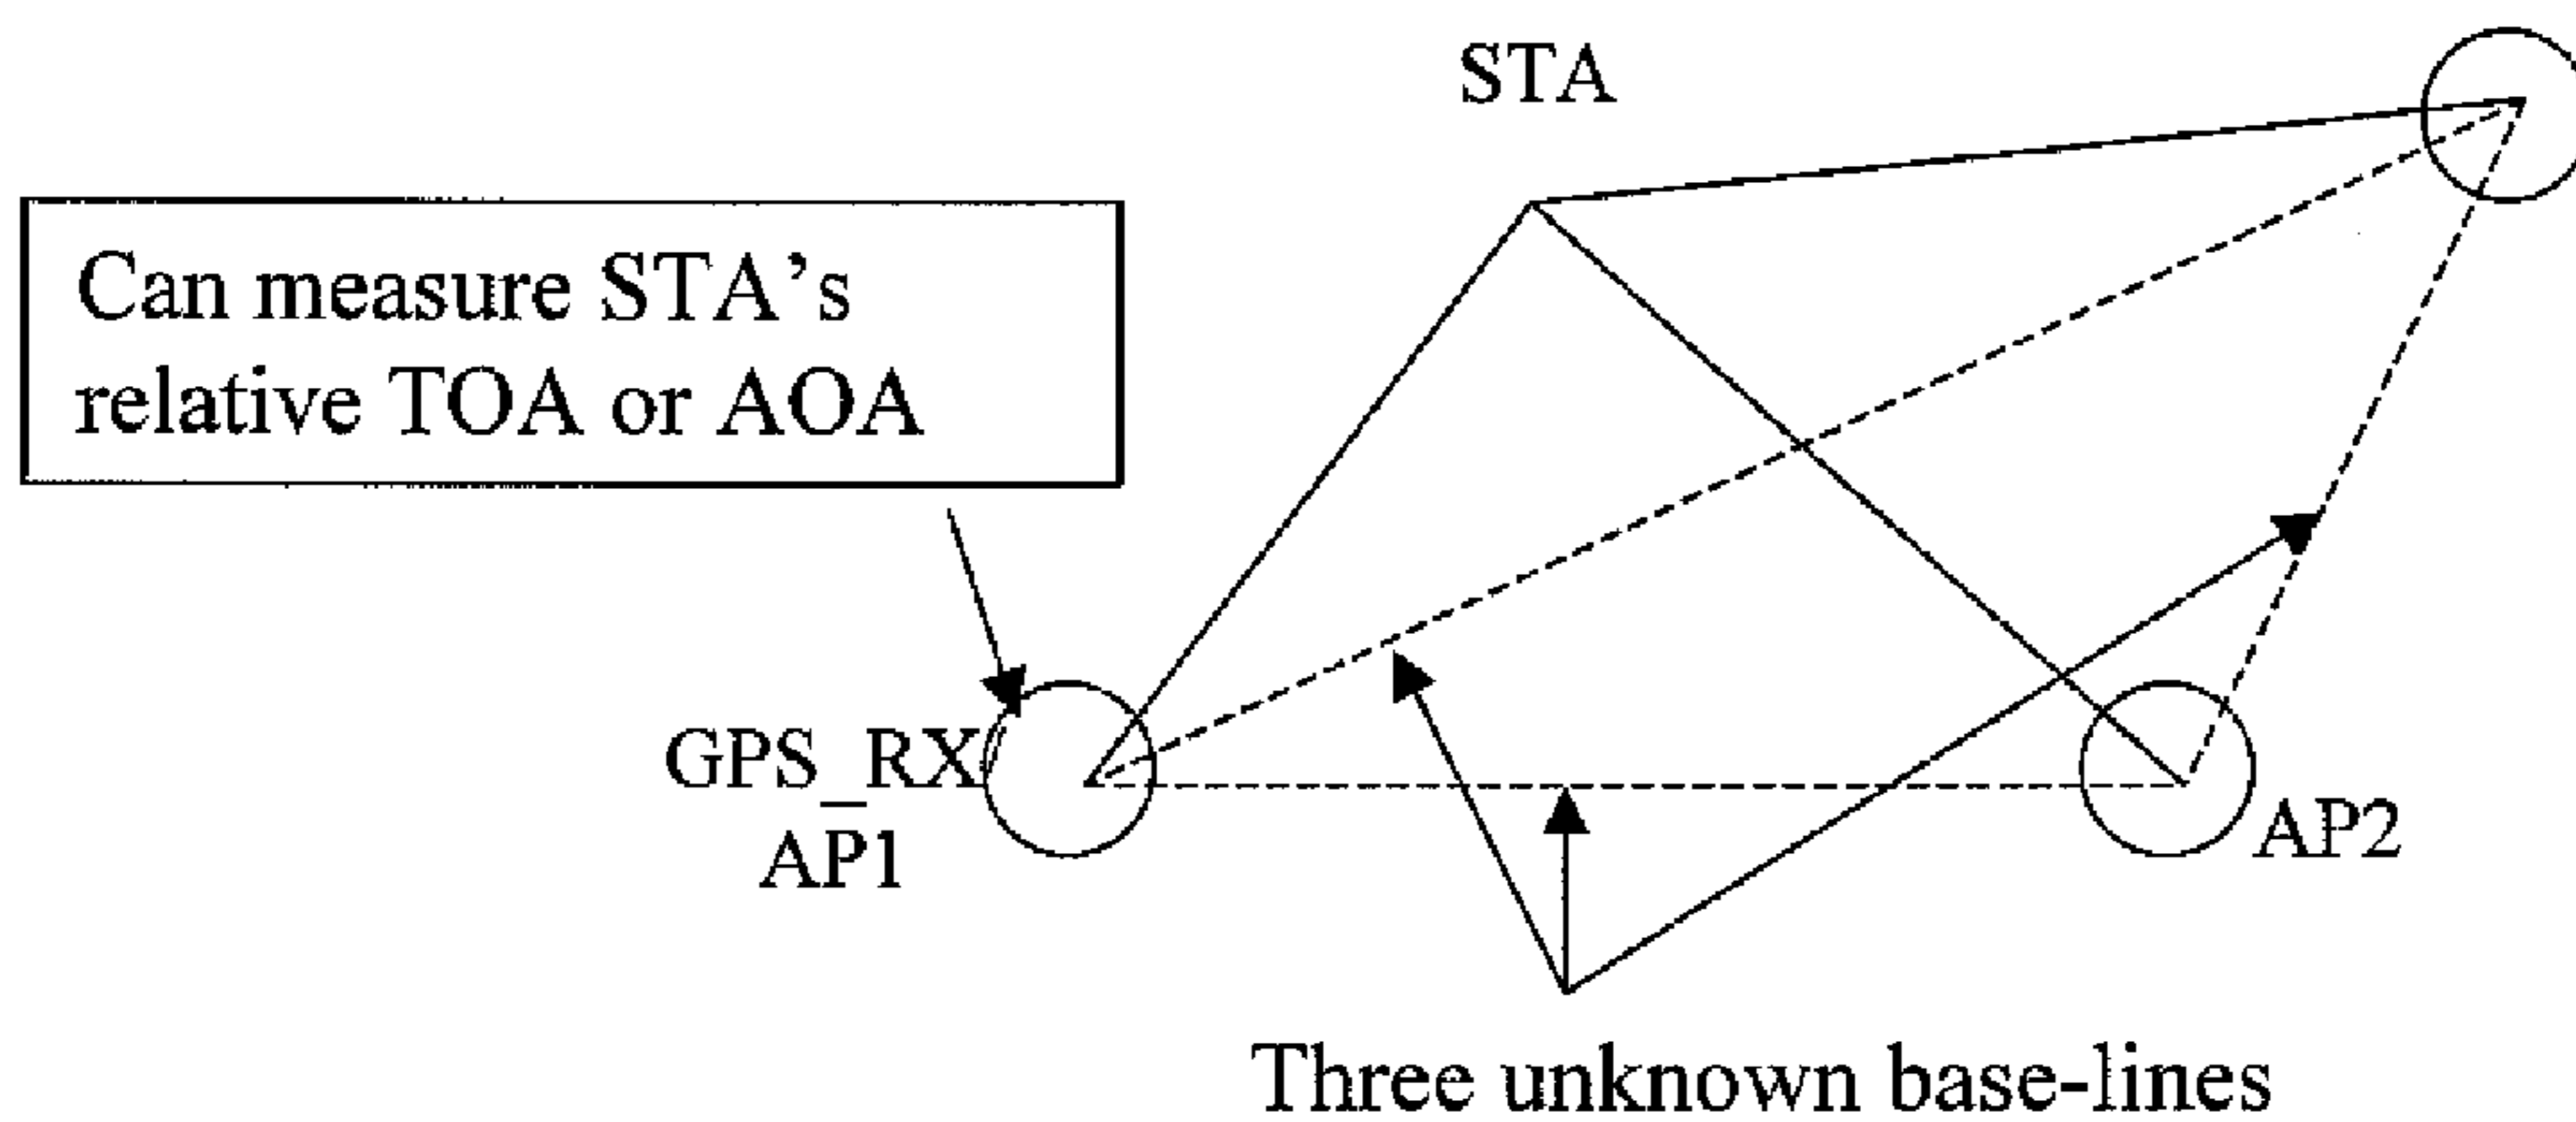 STA
Can measure STA's
relative TOA or AOA
GPS_RX
AP1
AP2
Three unknown base-lines